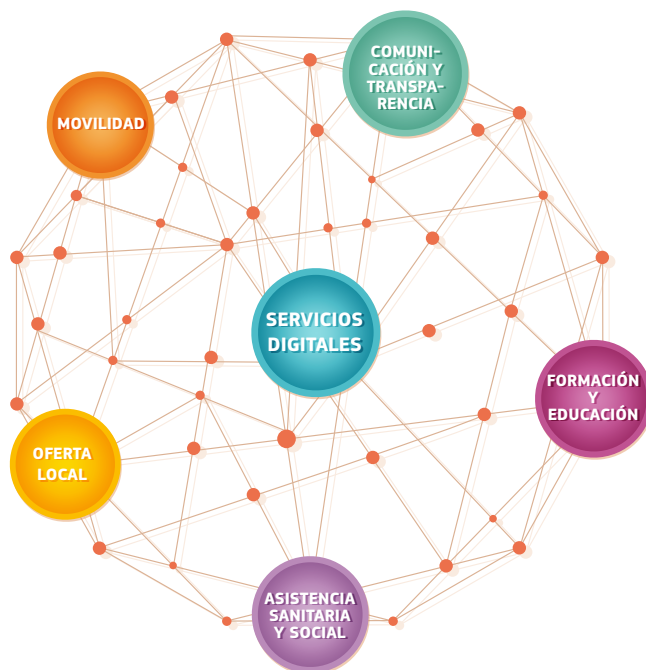 COMUNI-
CACIÓN Y
TRANSPA-
RENCIA
MOVILIDAD
SERVICIOS
DIGITALES
FORMACIÓN
Y
EDUCACIÓN
OFERTA
LOCAL
ASISTENCIA
SANITARIA
Y SOCIAL